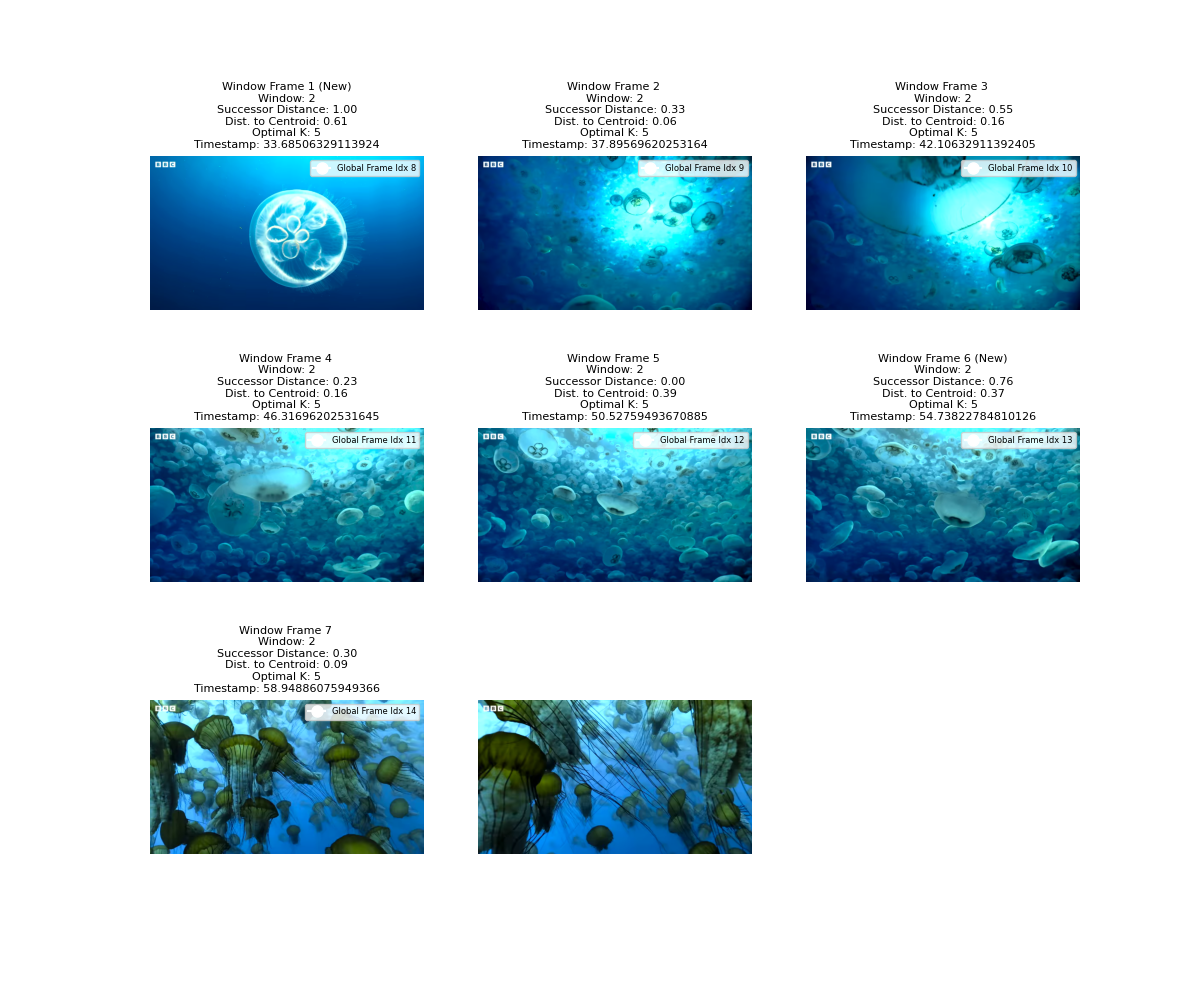 Window Frame 1 (New)
Window: 2
Successor Distance: 1.00
Dist. to Centroid: 0.61
Optimal K: 5
Timestamp: 33.68506329113924
BBC
Global Frame Idx 8
Window Frame 2
Window: 2
Successor Distance: 0.33
Dist. to Centroid: 0.06
Optimal K: 5
Timestamp: 37.89569620253164
BBC
Global Frame Idx 9
Window Frame 3
Window: 2
Successor Distance: 0.55
Dist. to Centroid: 0.16
Optimal K: 5
Timestamp: 42.10632911392405
BBC
Global Frame Idx 10
Window Frame 4
Window: 2
Successor Distance: 0.23
Dist. to Centroid: 0.16
Optimal K: 5
Timestamp: 46.31696202531645
BBC
Global Frame Idx 11
Window Frame 5
Window: 2
Successor Distance: 0.00
Dist. to Centroid: 0.39
Optimal K: 5
Timestamp: 50.52759493670885
BBC
Global Frame Idx 12
Window Frame 6 (New)
Window: 2
Successor Distance: 0.76
Dist. to Centroid: 0.37
Optimal K: 5
Timestamp: 54.73822784810126
BBC
Global Frame Idx 13
Window Frame 7
Window: 2
Successor Distance: 0.30
Dist. to Centroid: 0.09
Optimal K: 5
Timestamp: 58.94886075949366
BBC
Global Frame Idx 14
BBC